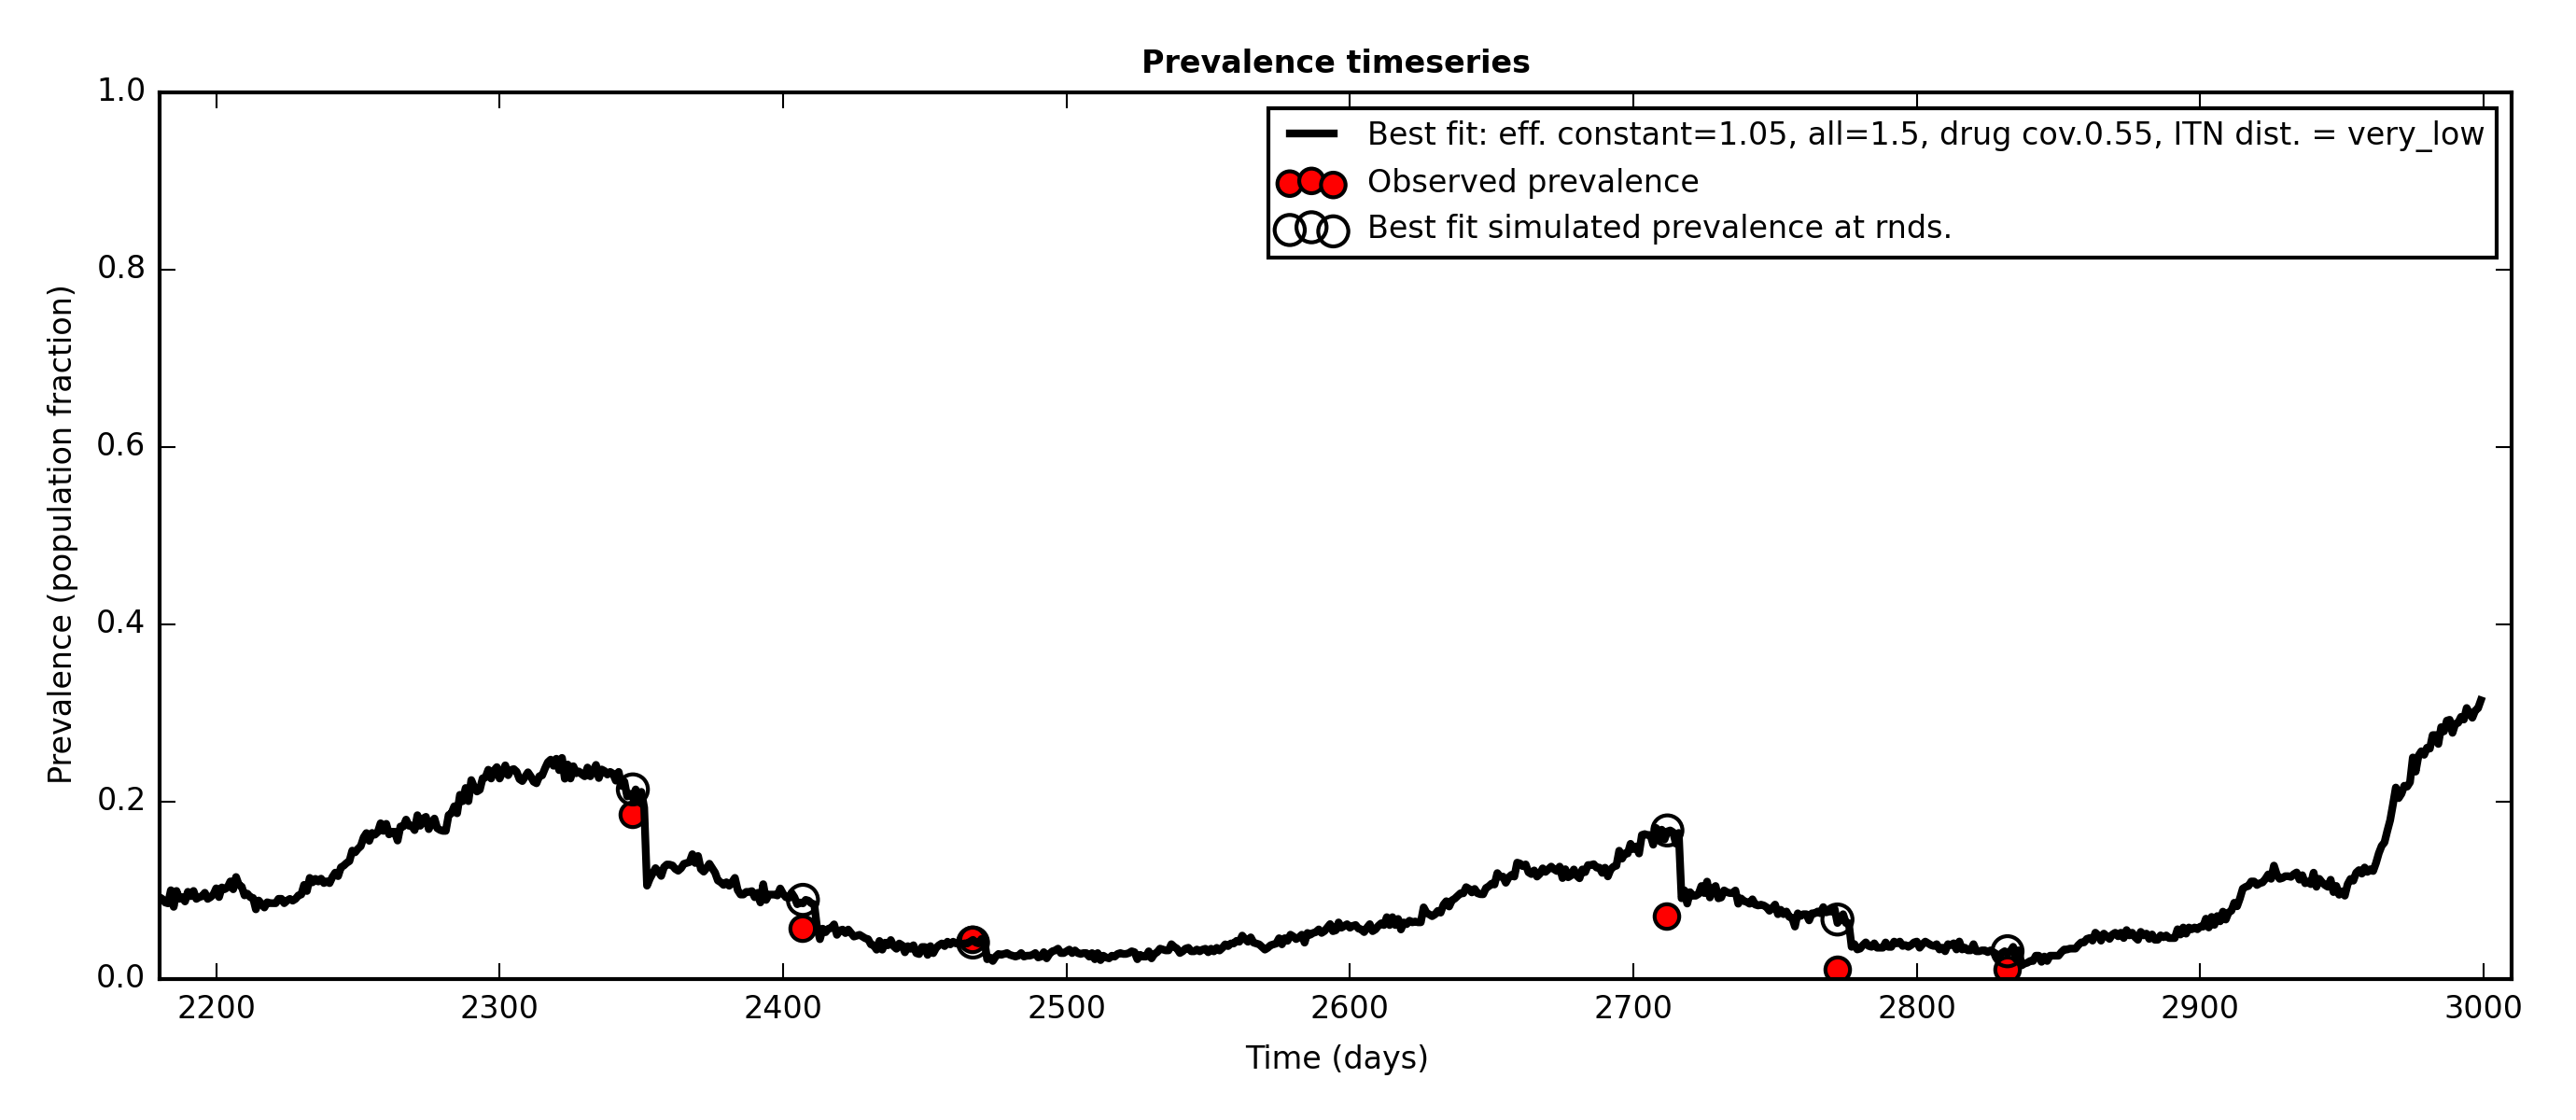 Prevalence timeseries
1.0
0.8
0.6
0.4
0.2
0.0
Prevalence (population fraction)
Best fit: eff. constant=1.05, all=1.5, drug cov.0.55, ITN dist. = very_low
Observed prevalence
Best fit simulated prevalence at rnds.
2200 2300 2400 2500 2600 2700 2800 2900 3000
Time (days)